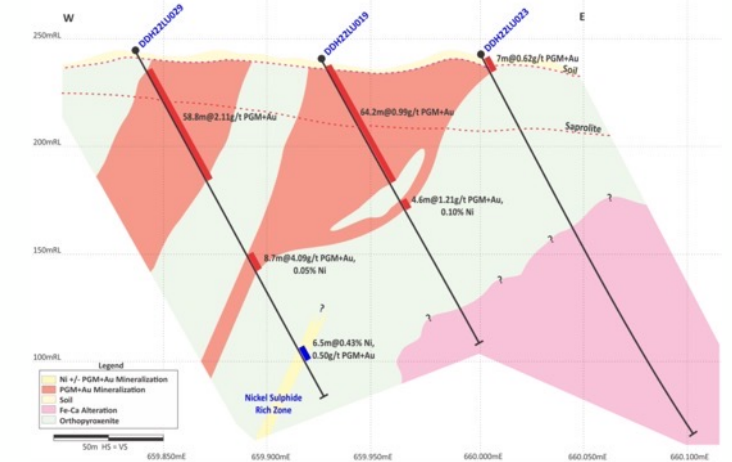 W
E
DDH22LU029
DDH22LU019
DDH22LU023
250mRL
200mRL
150mRL
100mRL
7m@0.62g/t PGM+Au
Soil
58.8m@2.11g/t PGM+Au
64.2m@0.99g/t PGM+Au
Saprolite
4.6m@1.21g/t PGM+Au,
0.10% Ni
?
?
?
?
8.7m@4.09g/t PGM+Au,
0.05% Ni
?
6.5m@0.43% Ni,
0.50g/t PGM+Au
Nickel Sulphide
Rich Zone
Legend
Ni +/- PGM+Au Mineralization
PGM+Au Mineralization
Soil
Fe-Ca Alteration
Orthopyroxenite
50m HS = VS
659.850mE
659.900mE
659.950mE
660.000mE
660.050mE
660.100mE